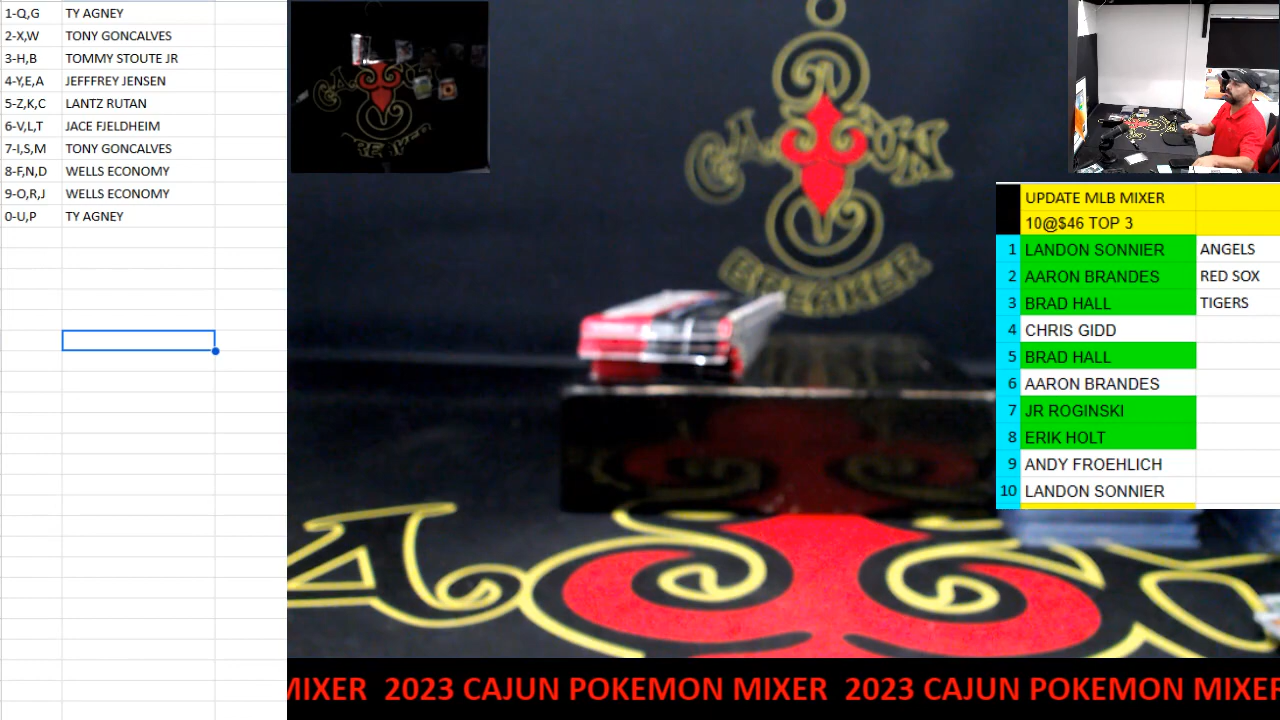 1-Q,G TY AGNEY
2-X,W TONY GONCALVES
3-H,B TOMMY STOUTE JR
4-Y,E,A JEFFFREY JENSEN
5-Z,K,C LANTZ RUTAN
6-V,L,T JACE FJELDHEIM
7-I,S,M TONY GONCALVES
8-F,N,D WELLS ECONOMY
9-O,R,J WELLS ECONOMY
0-U,P TY AGNEY
CAJUN
BREAKER
UPDATE MLB MIXER
10@$46 TOP 3
1 LANDON SONNIER ANGELS
2 AARON BRANDES RED SOX
3 BRAD HALL TIGERS
4 CHRIS GIDD
5 BRAD HALL
6 AARON BRANDES
7 JR ROGINSKI
8 ERIK HOLT
9 ANDY FROEHLICH
10 LANDON SONNIER
MIXER 2023 CAJUN POKEMON MIXER 2023 CAJUN POKEMON MIXER